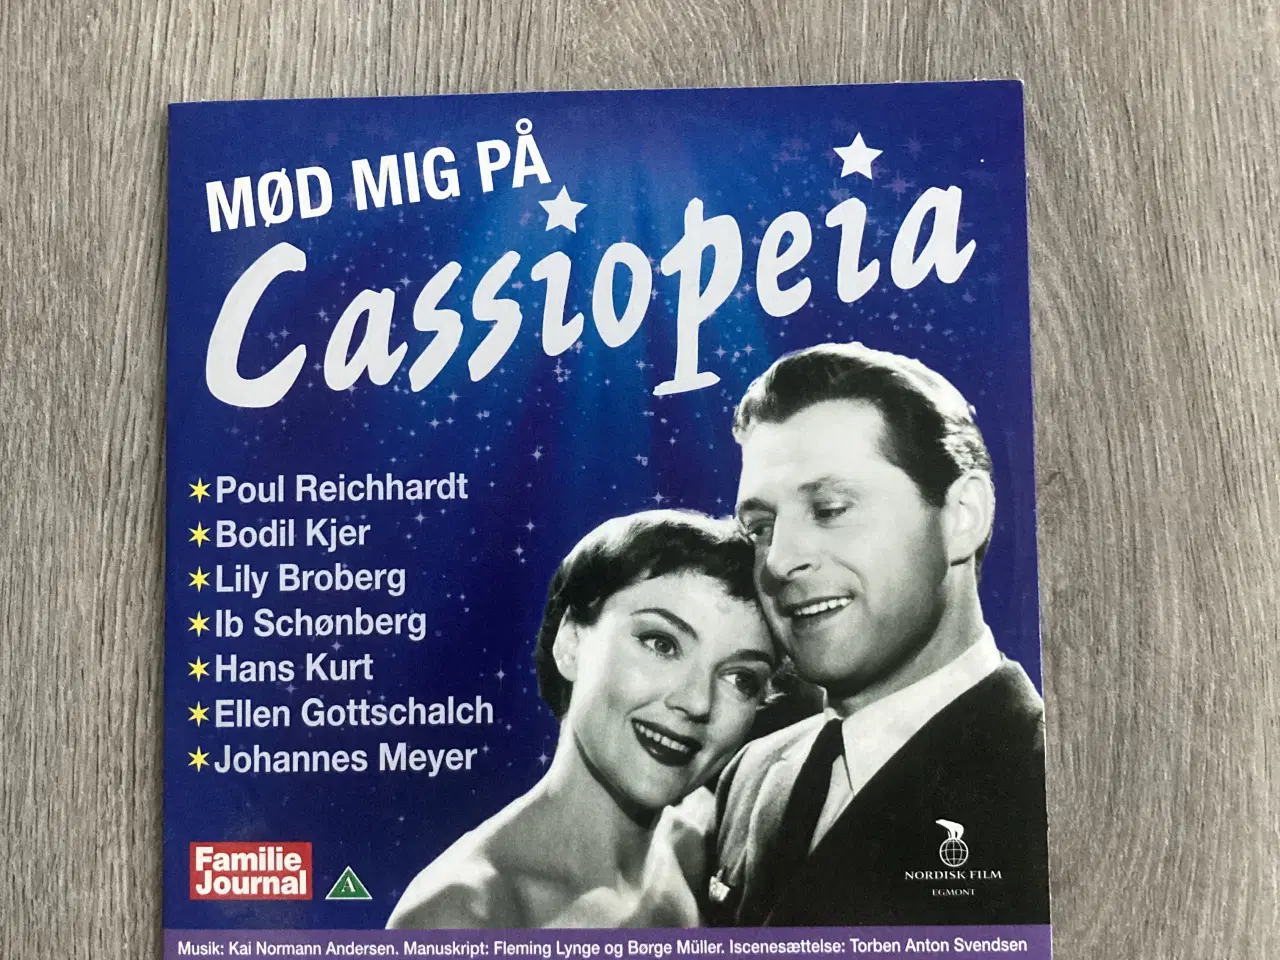 MØD MIG PÅ
Cassiopeia
Poul Reichhardt
Bodil Kjer
Lily Broberg
Ib Schønberg
Hans Kurt
Ellen Gottschalch
Johannes Meyer
Familie
Journal
A
NORDISK FILM
EGMONT
Musik: Kai Normann Andersen. Manuskript: Fleming Lynge og Børge Müller. Iscenesættelse: Torben Anton Svendsen